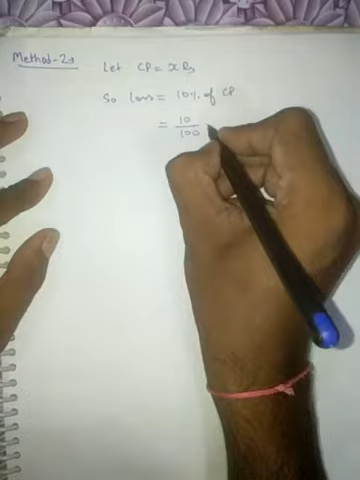 Method-2:
Let CP = x Rs
So loss = 10% of CP
= 10/100